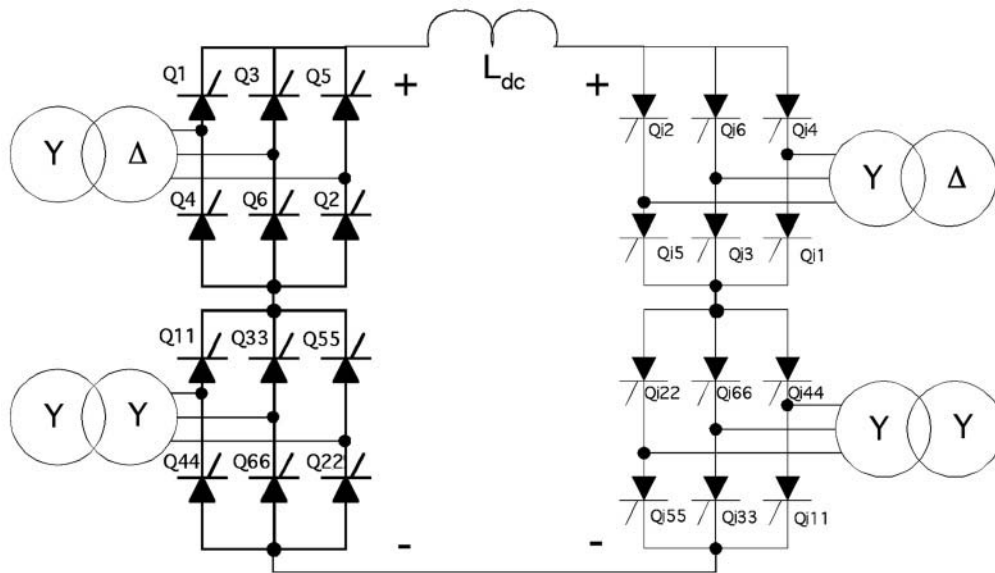 Q1 Q3 Q5
+ L_dc +
Qi2 Qi6 Qi4
Y Δ
Y Δ
Q4 Q6 Q2
Qi5 Qi3 Qi1
Q11 Q33 Q55
Qi22 Qi66 Qi44
Y Y
Y Y
Q44 Q66 Q22
Qi55 Qi33 Qi11
- -